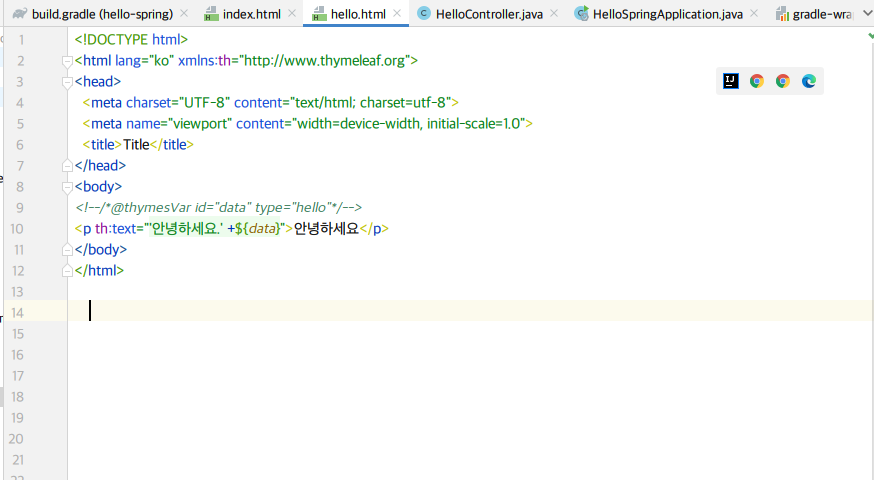 build.gradle (hello-spring) index.html hello.html HelloController.java HelloSpringApplication.java gradle-wrap
1 <!DOCTYPE html>
2 <html lang="ko" xmlns:th="http://www.thymeleaf.org">
3 <head>
4 <meta charset="UTF-8" content="text/html; charset=utf-8">
5 <meta name="viewport" content="width=device-width, initial-scale=1.0">
6 <title>Title</title>
7 </head>
8 <body>
9 <!--/*@thymesVar id="data" type="hello"*/-->
10 <p th:text="'안녕하세요.' +${data}">안녕하세요</p>
11 </body>
12 </html>
13
14
15
16
17
18
19
20
21